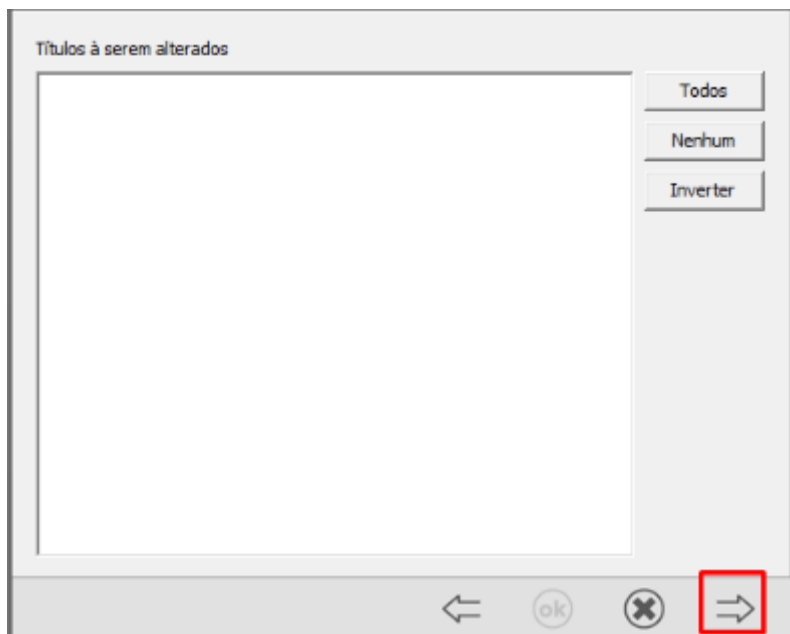 Títulos à serem alterados
Todos
Nenhum
Inverter
ok